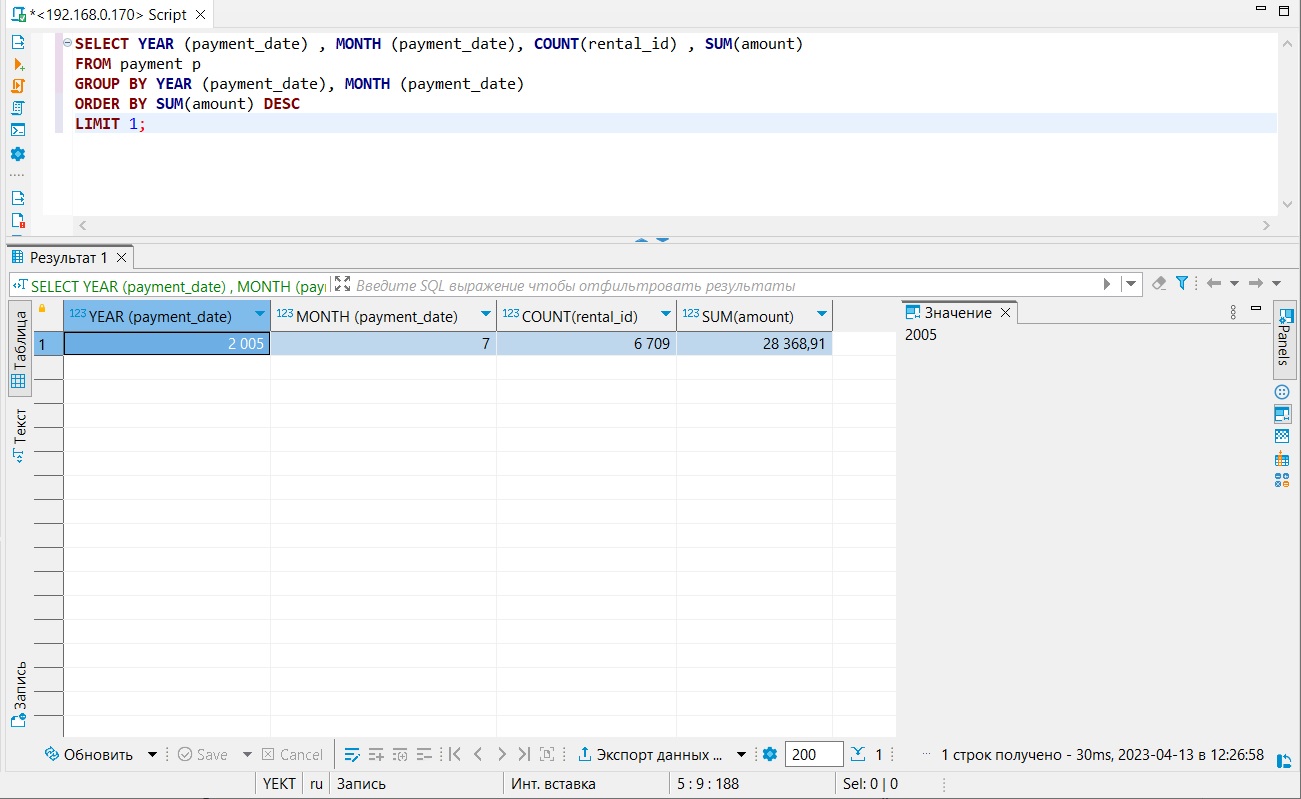 *<192.168.0.170> Script
SELECT YEAR (payment_date) , MONTH (payment_date), COUNT(rental_id) , SUM(amount)
FROM payment p
GROUP BY YEAR (payment_date), MONTH (payment_date)
ORDER BY SUM(amount) DESC
LIMIT 1;
Результат 1
SELECT YEAR (payment_date) , MONTH (payı Введите SQL выражение чтобы отфильтровать результаты
Таблица
Текст
Запись
123 YEAR (payment_date) 123 MONTH (payment_date) 123 COUNT(rental_id) 123 SUM(amount)
1 2 005 7 6 709 28 368,91
Значение
2005
Panels
Обновить Save Cancel Экспорт данных ... 200 1 ... 1 строк получено - 30ms, 2023-04-13 в 12:26:58
YEKT ru Запись Инт. вставка 5 : 9 : 188 Sel: 0 | 0